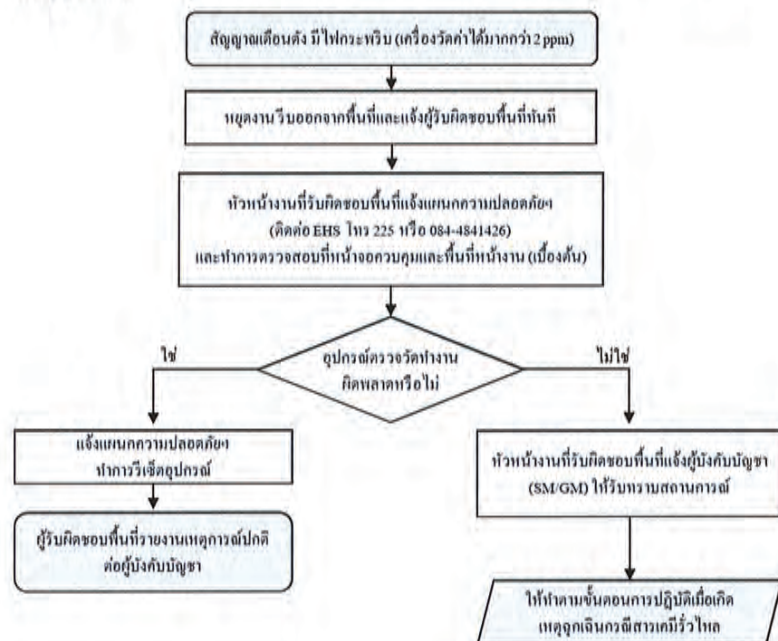 สัญญาณเตือนดัง มีไฟกระพริบ (เครื่องวัดค่าได้มากกว่า 2 ppm)
หยุดงาน รีบออกจากพื้นที่และแจ้งผู้รับผิดชอบพื้นที่ทันที
หัวหน้างานที่รับผิดชอบพื้นที่แจ้งแผนกความปลอดภัยฯ
(ติดต่อ EHS โทร 225 หรือ 084-4841426)
และทำการตรวจสอบที่หน้าจอควบคุมและพื้นที่หน้างาน (เบื้องต้น)
อุปกรณ์ตรวจวัดทำงาน
ผิดพลาดหรือไม่
ใช่
ไม่ใช่
แจ้งแผนกความปลอดภัยฯ
ทำการรีเซ็ตอุปกรณ์
ผู้รับผิดชอบพื้นที่รายงานเหตุการณ์ปกติ
ต่อผู้บังคับบัญชา
หัวหน้างานที่รับผิดชอบพื้นที่แจ้งผู้บังคับบัญชา
(SM/GM) ให้รับทราบสถานการณ์
ให้ทำตามขั้นตอนการปฏิบัติเมื่อเกิด
เหตุฉุกเฉินกรณีสารเคมีรั่วไหล